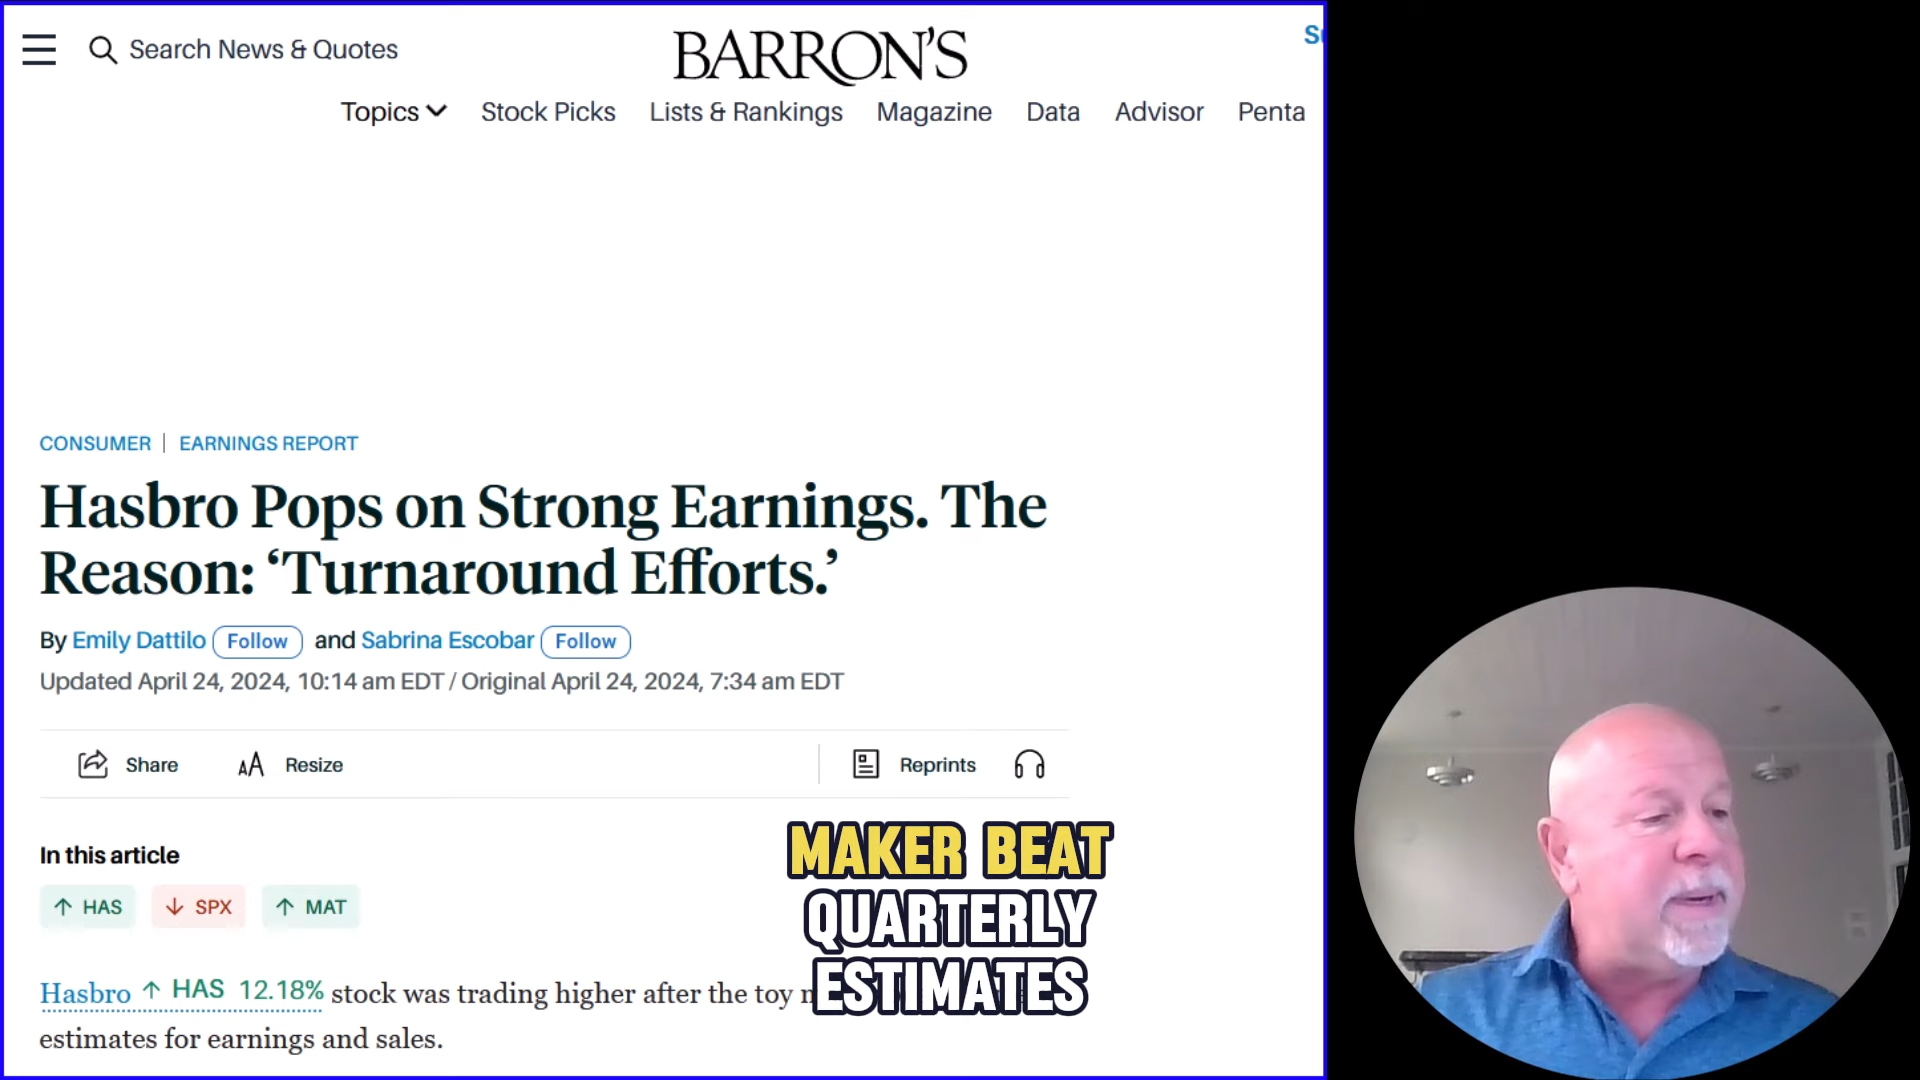 Search News & Quotes
BARRON'S
Topics Stock Picks Lists & Rankings Magazine Data Advisor Penta
CONSUMER | EARNINGS REPORT
Hasbro Pops on Strong Earnings. The
Reason: ‘Turnaround Efforts.’
By Emily Dattilo Follow and Sabrina Escobar Follow
Updated April 24, 2024, 10:14 am EDT / Original April 24, 2024, 7:34 am EDT
Share Resize Reprints
In this article
HAS SPX MAT
Hasbro HAS 12.18% stock was trading higher after the toy
estimates for earnings and sales.
MAKER BEAT
QUARTERLY
ESTIMATES